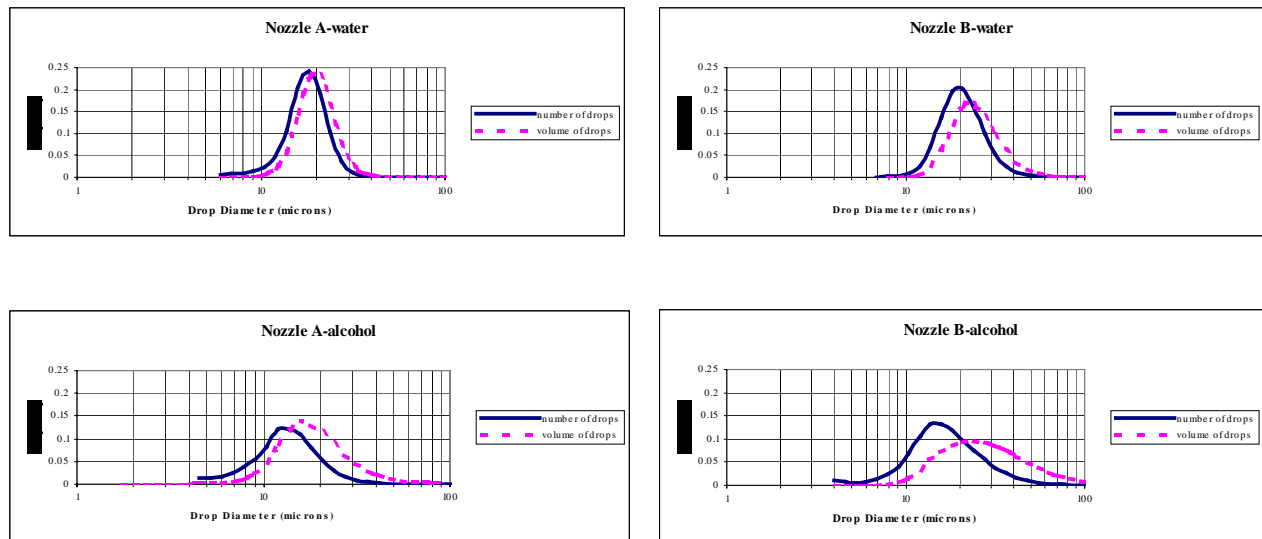 Nozzle A-water
0.25
0.2
0.15
0.1
0.05
0
1 10 100
Drop Diameter (microns)
number of drops
volume of drops
Nozzle B-water
0.25
0.2
0.15
0.1
0.05
0
1 10 100
Drop Diameter (microns)
number of drops
volume of drops
Nozzle A-alcohol
0.25
0.2
0.15
0.1
0.05
0
1 10 100
Drop Diameter (microns)
number of drops
volume of drops
Nozzle B-alcohol
0.25
0.2
0.15
0.1
0.05
0
1 10 100
Drop Diameter (microns)
number of drops
volume of drops